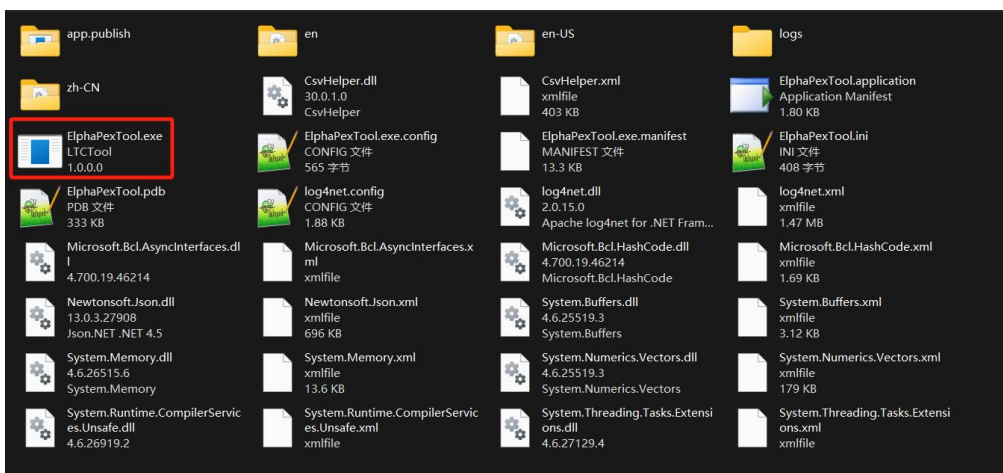 app.publish
en
en-US
logs
zh-CN
CsvHelper.dll
30.0.1.0
CsvHelper
CsvHelper.xml
xmlfile
403 KB
ElphaPexTool.application
Application Manifest
1.80 KB
ElphaPexTool.exe
LTCTool
1.0.0.0
ElphaPexTool.exe.config
CONFIG 文件
565 字节
ElphaPexTool.exe.manifest
MANIFEST 文件
13.3 KB
ElphaPexTool.ini
INI 文件
408 字节
ElphaPexTool.pdb
PDB 文件
333 KB
log4net.config
CONFIG 文件
1.88 KB
log4net.dll
2.0.15.0
Apache log4net for .NET Fram...
log4net.xml
xmlfile
1.47 MB
Microsoft.Bcl.AsyncInterfaces.dl
l
4.700.19.46214
Microsoft.Bcl.AsyncInterfaces.x
ml
xmlfile
Microsoft.Bcl.HashCode.dll
4.700.19.46214
Microsoft.Bcl.HashCode
Microsoft.Bcl.HashCode.xml
xmlfile
1.69 KB
Newtonsoft.Json.dll
13.0.3.27908
Json.NET .NET 4.5
Newtonsoft.Json.xml
xmlfile
696 KB
System.Buffers.dll
4.6.25519.3
System.Buffers
System.Buffers.xml
xmlfile
3.12 KB
System.Memory.dll
4.6.26515.6
System.Memory
System.Memory.xml
xmlfile
13.6 KB
System.Numerics.Vectors.dll
4.6.25519.3
System.Numerics.Vectors
System.Numerics.Vectors.xml
xmlfile
179 KB
System.Runtime.CompilerServic
es.Unsafe.dll
4.6.26919.2
System.Runtime.CompilerServic
es.Unsafe.xml
xmlfile
System.Threading.Tasks.Extensi
ons.dll
4.6.27129.4
System.Threading.Tasks.Extensi
ons.xml
xmlfile